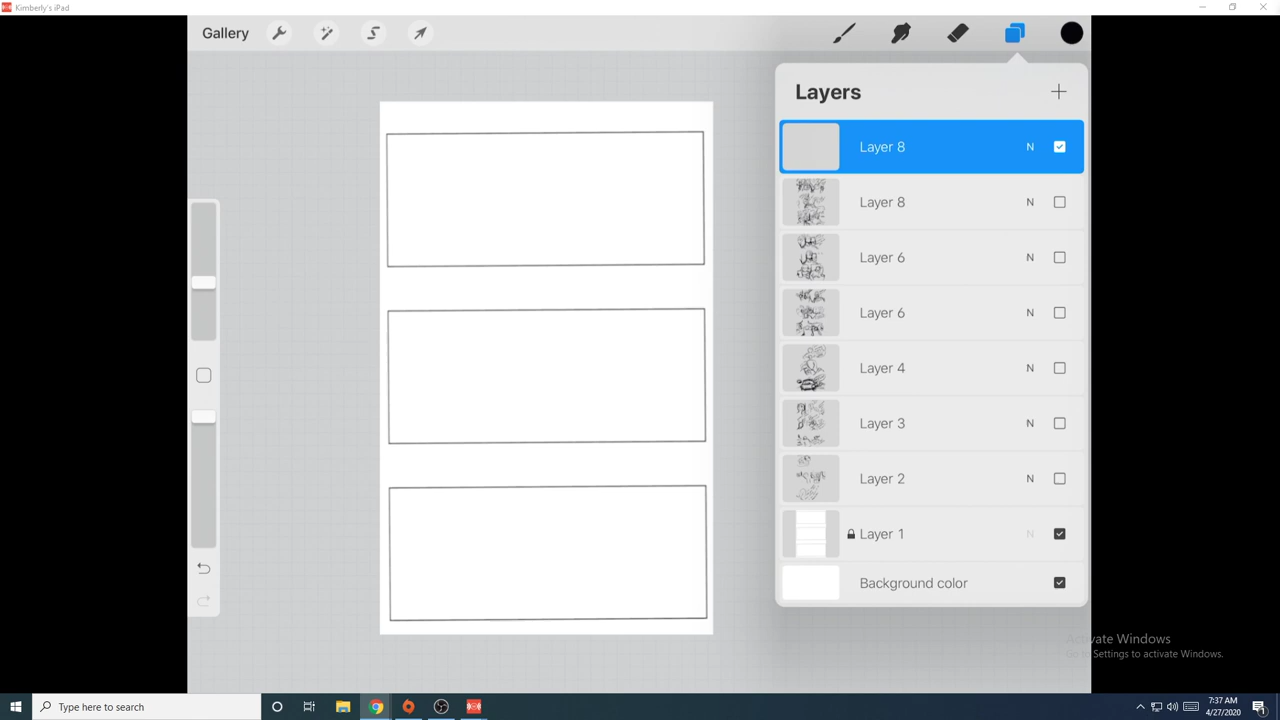 Kimberly's iPad
Gallery
Layers
Layer 8 N
Layer 8 N
Layer 6 N
Layer 6 N
Layer 4 N
Layer 3 N
Layer 2 N
Layer 1 N
Background color
Activate Windows
Go to Settings to activate Windows.
Type here to search
7:37 AM
4/27/2020
1